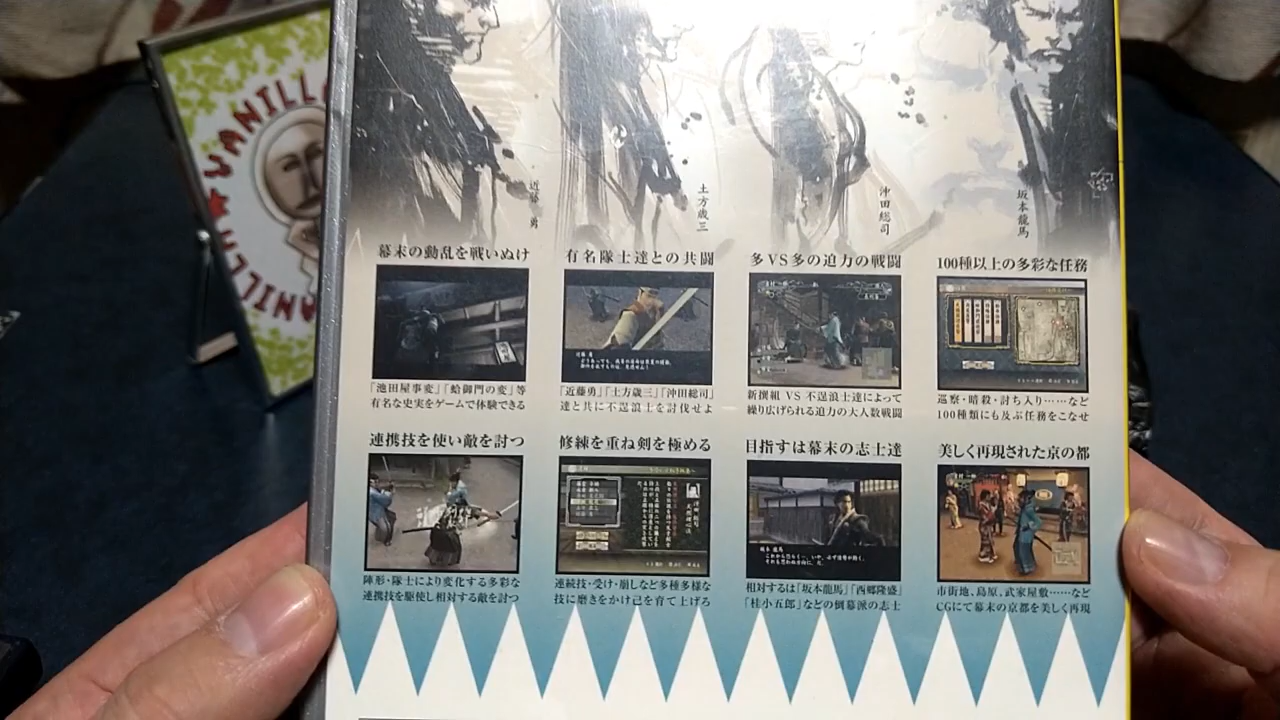 VANILLA
近藤勇
土方歳三
沖田総司
坂本龍馬
幕末の動乱を戦いぬけ
有名隊士達との共闘
多VS多の迫力の戦闘
100種以上の多彩な任務
「池田屋事変」「蛤御門の変」等
有名な史実をゲームで体験できる
「近藤勇」「土方歳三」「沖田総司」
達と共に不逞浪士を討伐せよ
新撰組 VS 不逞浪士達によって
繰り広げられる迫力の大人数戦闘
巡察・暗殺・討ち入り……など
100種類にも及ぶ任務をこなせ
連携技を使い敵を討つ
修練を重ね剣を極める
目指すは幕末の志士達
美しく再現された京の都
陣形・隊士により変化する多彩な
連携技を駆使し相対する敵を討つ
連続技・受け・崩しなど多種多様な
技に磨きをかけ己を育て上げろ
坂本 龍馬
相対するは「坂本龍馬」「西郷隆盛」
「桂小五郎」などの倒幕派の志士
市街地、島原、武家屋敷……など
CGにて幕末の京都を美しく再現